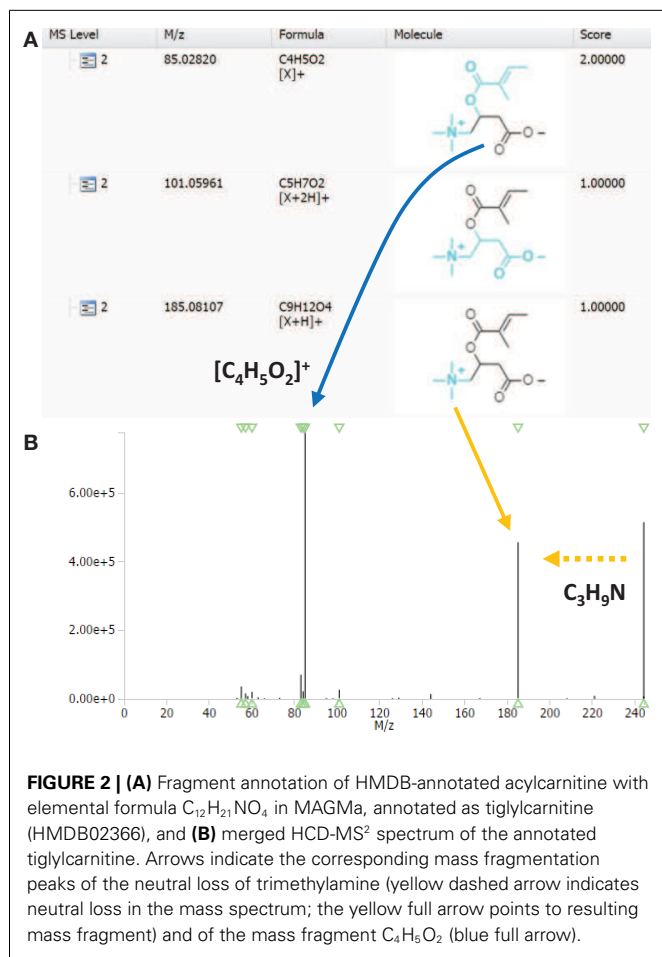 A
MS Level M/z Formula Molecule Score
2 85.02820 C4H5O2 2.00000
[X]+
O O N+ O O
2 101.05961 C5H7O2 1.00000
[X+2H]+
O O N+ O O
2 185.08107 C9H12O4 1.00000
[X+H]+
O O N+ O O
[C₄H₅O₂]⁺
B
6.00e+5
4.00e+5
C₃H₉N
2.00e+5
0.00e+0
0 20 40 60 80 100 120 140 160 180 200 220 240
M/z
FIGURE 2 | (A) Fragment annotation of HMDB-annotated acylcarnitine with
elemental formula C₁₂H₂₁NO₄ in MAGMa, annotated as tiglylcarnitine
(HMDB02366), and (B) merged HCD-MS² spectrum of the annotated
tiglylcarnitine. Arrows indicate the corresponding mass fragmentation
peaks of the neutral loss of trimethylamine (yellow dashed arrow indicates
neutral loss in the mass spectrum; the yellow full arrow points to resulting
mass fragment) and of the mass fragment C₄H₅O₂ (blue full arrow).